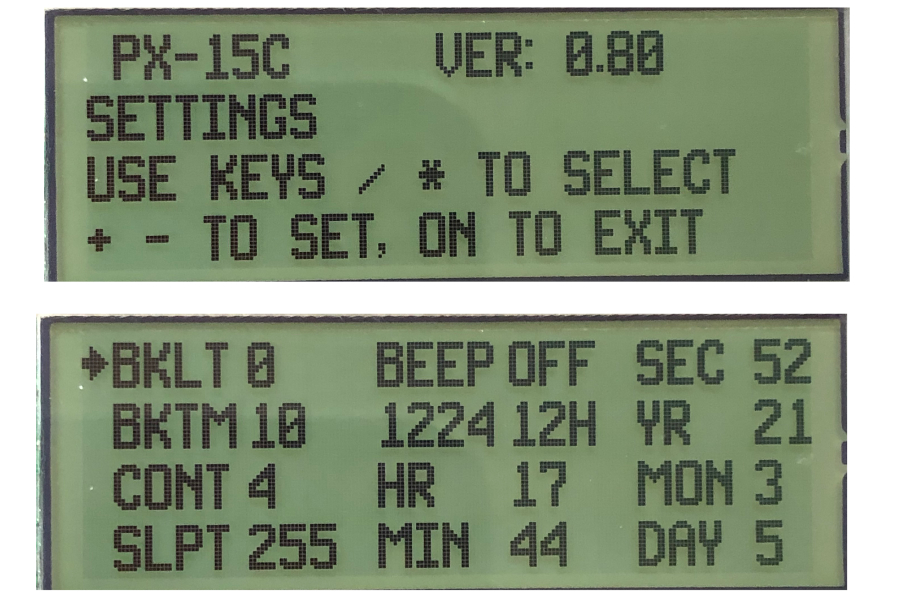 PX-15C VER: 0.80
SETTINGS
USE KEYS / * TO SELECT
+ - TO SET, ON TO EXIT
→BKLT 0 BEEP OFF SEC 52
BKTM 10 1224 12H YR 21
CONT 4 HR 17 MON 3
SLPT 255 MIN 44 DAY 5